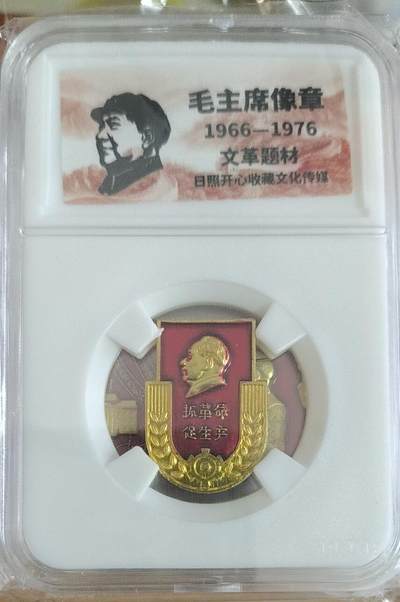 毛主席像章
1966—1976
文革题材
日照开心收藏文化传媒
抓革命
促生产